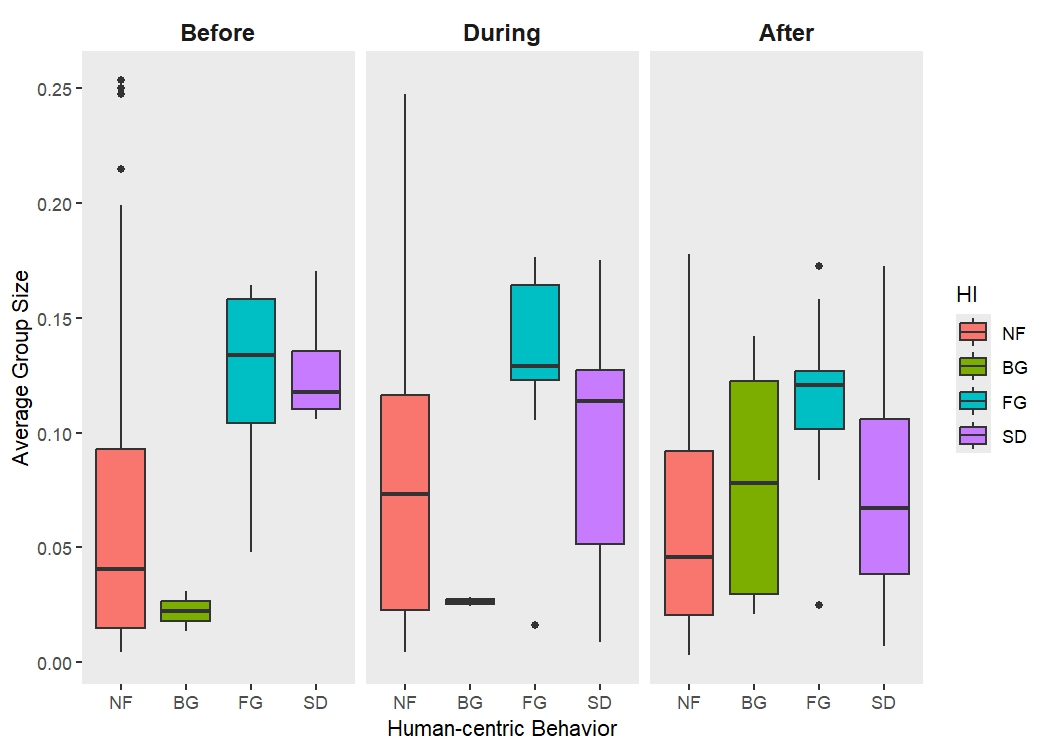 Before During After
Average Group Size
0.25
0.20
0.15
0.10
0.05
0.00
NF BG FG SD NF BG FG SD NF BG FG SD
Human-centric Behavior
HI
NF
BG
FG
SD